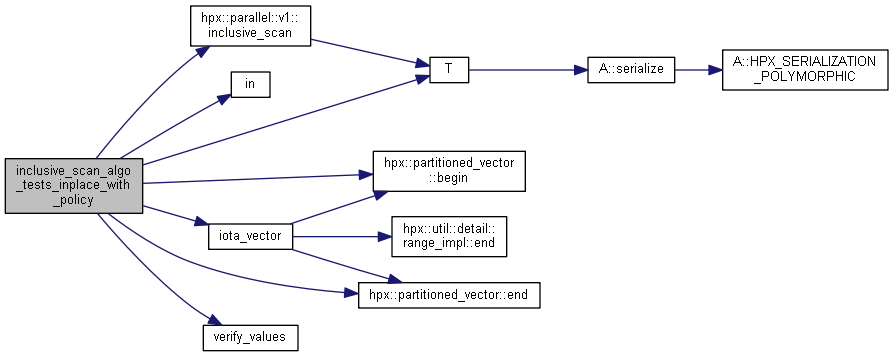 hpx::parallel::v1::
inclusive_scan
in
T
A::serialize
A::HPX_SERIALIZATION
_POLYMORPHIC
inclusive_scan_algo
_tests_inplace_with
_policy
hpx::partitioned_vector
::begin
iota_vector
hpx::util::detail::
range_impl::end
hpx::partitioned_vector::end
verify_values